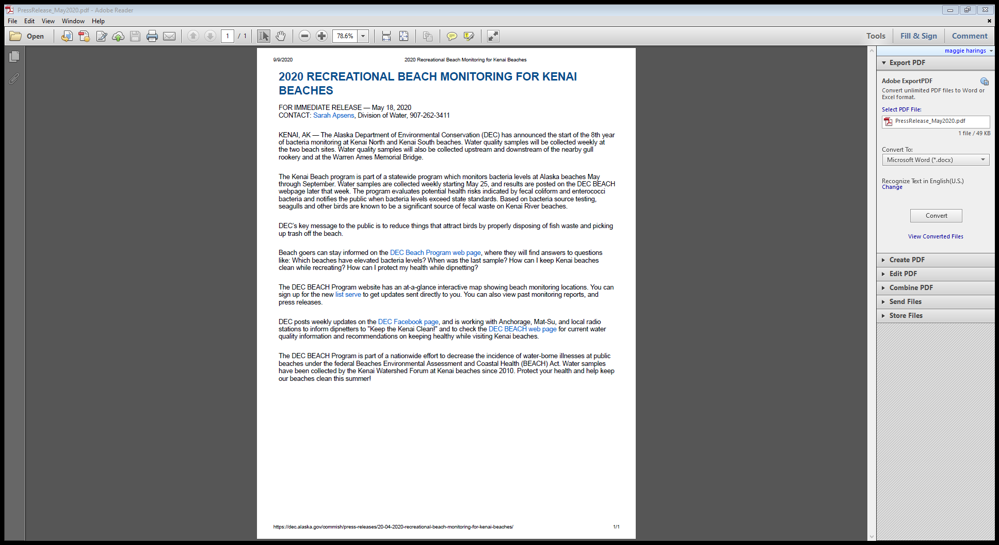 PressRelease_May2020.pdf - Adobe Reader
File Edit View Window Help
Open 1 / 1 78.6% Tools Fill & Sign Comment
maggie harings
Export PDF
Adobe ExportPDF
Convert unlimited PDF files to Word or
Excel format.
Select PDF File:
PressRelease_May2020.pdf
1 file / 49 KB
Convert To:
Microsoft Word (*.docx)
Recognize Text in English(U.S.)
Change
Convert
View Converted Files
Create PDF
Edit PDF
Combine PDF
Send Files
Store Files
9/9/2020 2020 Recreational Beach Monitoring for Kenai Beaches
2020 RECREATIONAL BEACH MONITORING FOR KENAI
BEACHES
FOR IMMEDIATE RELEASE — May 18, 2020
CONTACT: Sarah Apsens, Division of Water, 907-262-3411
KENAI, AK — The Alaska Department of Environmental Conservation (DEC) has announced the start of the 8th year
of bacteria monitoring at Kenai North and Kenai South beaches. Water quality samples will be collected weekly at
the two beach sites. Water quality samples will also be collected upstream and downstream of the nearby gull
rookery and at the Warren Ames Memorial Bridge.
The Kenai Beach program is part of a statewide program which monitors bacteria levels at Alaska beaches May
through September. Water samples are collected weekly starting May 25, and results are posted on the DEC BEACH
webpage later that week. The program evaluates potential health risks indicated by fecal coliform and enterococci
bacteria and notifies the public when bacteria levels exceed state standards. Based on bacteria source testing,
seagulls and other birds are known to be a significant source of fecal waste on Kenai River beaches.
DEC's key message to the public is to reduce things that attract birds by properly disposing of fish waste and picking
up trash off the beach.
Beach goers can stay informed on the DEC Beach Program web page, where they will find answers to questions
like: Which beaches have elevated bacteria levels? When was the last sample? How can I keep Kenai beaches
clean while recreating? How can I protect my health while dipnetting?
The DEC BEACH Program website has an at-a-glance interactive map showing beach monitoring locations. You can
sign up for the new list serve to get updates sent directly to you. You can also view past monitoring reports, and
press releases.
DEC posts weekly updates on the DEC Facebook page, and is working with Anchorage, Mat-Su, and local radio
stations to inform dipnetters to "Keep the Kenai Clean!" and to check the DEC BEACH web page for current water
quality information and recommendations on keeping healthy while visiting Kenai beaches.
The DEC BEACH Program is part of a nationwide effort to decrease the incidence of water-borne illnesses at public
beaches under the federal Beaches Environmental Assessment and Coastal Health (BEACH) Act. Water samples
have been collected by the Kenai Watershed Forum at Kenai beaches since 2010. Protect your health and help keep
our beaches clean this summer!
https://dec.alaska.gov/commish/press-releases/20-04-2020-recreational-beach-monitoring-for-kenai-beaches/ 1/1